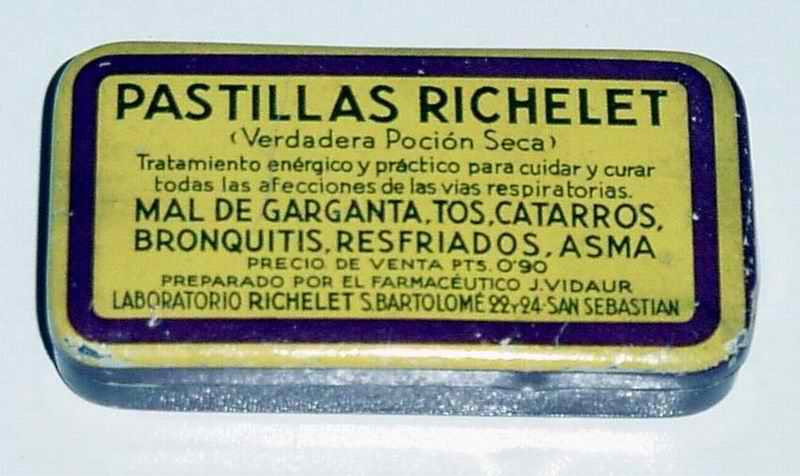 PASTILLAS RICHELET
(Verdadera Poción Seca)
Tratamiento enérgico y práctico para cuidar y curar
todas las afecciones de las vias respiratorias.
MAL DE GARGANTA, TOS, CATARROS,
BRONQUITIS, RESFRIADOS, ASMA
PRECIO DE VENTA PTS. 0'90
PREPARADO POR EL FARMACÉUTICO J. VIDAUR
LABORATORIO RICHELET S. BARTOLOMÉ 22 Y 24 - SAN SEBASTIAN